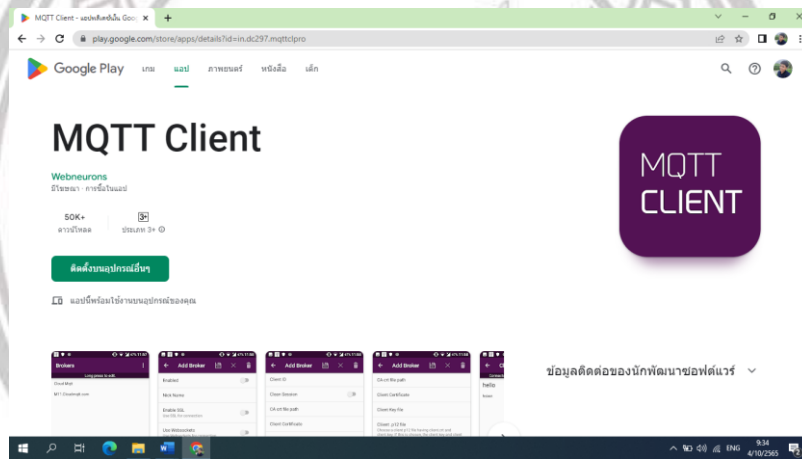 MQTT Client - แอปพลิเคชันใน Goo
play.google.com/store/apps/details?id=in.dc297.mqttclpro
Google Play เกม แอป ภาพยนตร์ หนังสือ เด็ก
MQTT Client
Webneurons
มีโฆษณา · การซื้อในแอป
50K+
3+
ดาวน์โหลด
ประเภท 3+
ติดตั้งบนอุปกรณ์อื่นๆ
แอปนี้พร้อมใช้งานบนอุปกรณ์ของคุณ
MQTT
CLIENT
Brokers
Long press to edit.
Add Broker
Enabled
Nick Name
Enable SSL
Use Websockets
Add Broker
Client ID
Clean Session
CA crt file path
Client Certificate
Add Broker
CA crt file path
Client Certificate
Client Key file
Client .p12 file
hello
ข้อมูลติดต่อของนักพัฒนาซอฟต์แวร์
ENG
9:34
4/10/2565